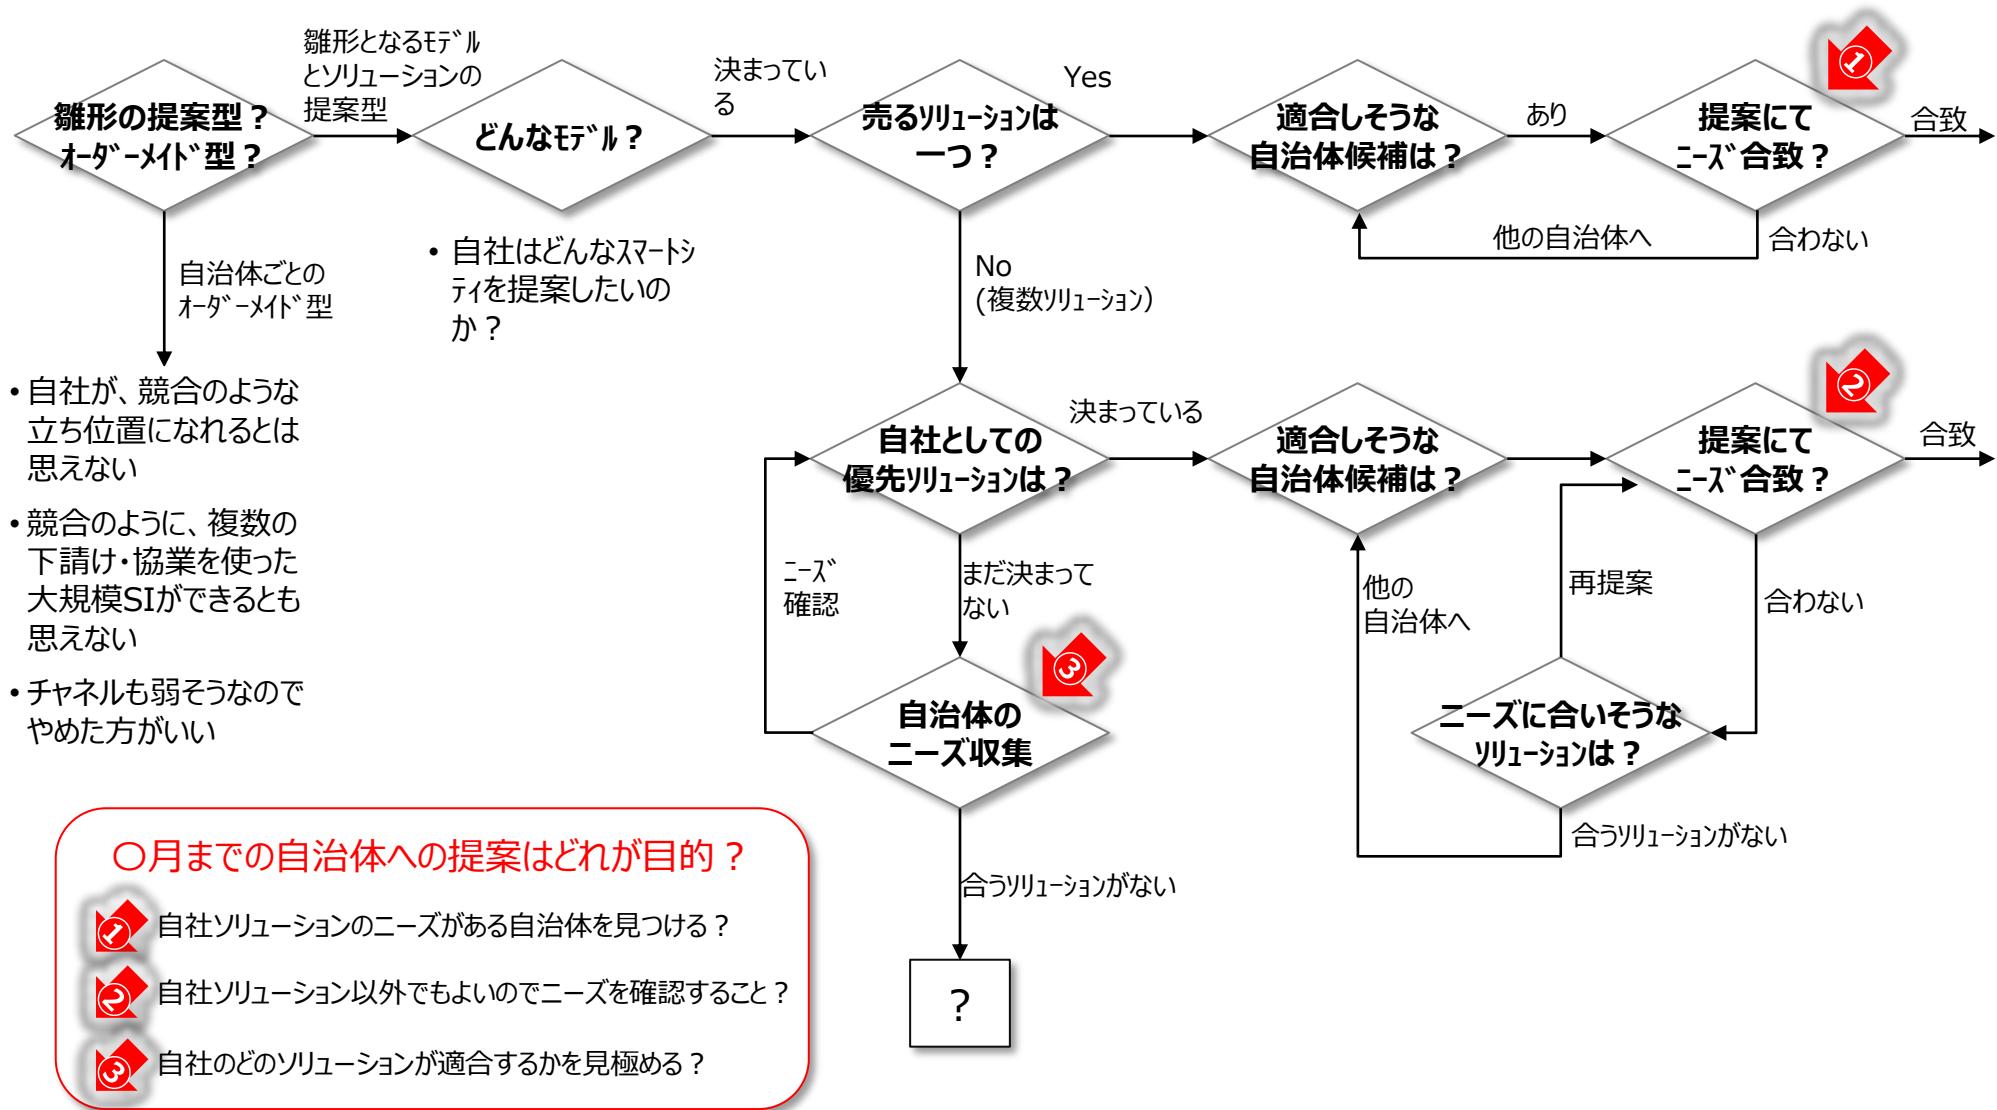 雛形の提案型？
ｵｰﾀﾞｰﾒｲﾄﾞ型？
雛形となるﾓﾃﾞﾙ
とソリューションの
提案型
どんなﾓﾃﾞﾙ？
決まってい
る
売るｿﾘｭｰｼｮﾝは
一つ？
Yes
適合しそうな
自治体候補は？
あり
提案にて
ﾆｰｽﾞ合致？
①
合致
他の自治体へ
合わない
自治体ごとの
ｵｰﾀﾞｰﾒｲﾄﾞ型
• 自社はどんなｽﾏｰﾄｼ
ﾃｨを提案したいの
か？
No
(複数ｿﾘｭｰｼｮﾝ)
• 自社が、競合のような
立ち位置になれるとは
思えない
• 競合のように、複数の
下請け・協業を使った
大規模SIができるとも
思えない
• チャネルも弱そうなので
やめた方がいい
自社としての
優先ｿﾘｭｰｼｮﾝは？
決まっている
適合しそうな
自治体候補は？
提案にて
ﾆｰｽﾞ合致？
②
合致
ﾆｰｽﾞ
確認
まだ決まって
ない
他の
自治体へ
再提案
合わない
③
自治体の
ニーズ収集
ニーズに合いそうな
ｿﾘｭｰｼｮﾝは？
合うｿﾘｭｰｼｮﾝがない
合うｿﾘｭｰｼｮﾝがない
？
〇月までの自治体への提案はどれが目的？
① 自社ソリューションのニーズがある自治体を見つける？
② 自社ソリューション以外でもよいのでニーズを確認すること？
③ 自社のどのソリューションが適合するかを見極める？